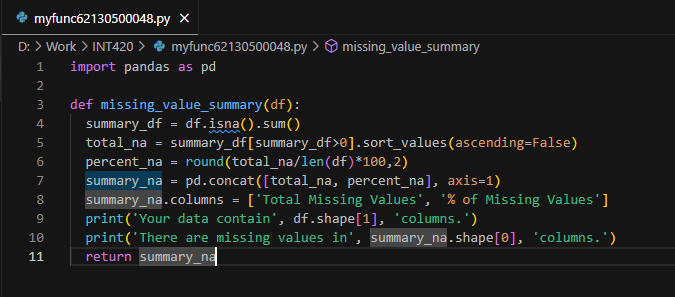 myfunc62130500048.py ×
D: > Work > INT420 > myfunc62130500048.py > missing_value_summary
1 import pandas as pd
2
3 def missing_value_summary(df):
4   summary_df = df.isna().sum()
5   total_na = summary_df[summary_df>0].sort_values(ascending=False)
6   percent_na = round(total_na/len(df)*100,2)
7   summary_na = pd.concat([total_na, percent_na], axis=1)
8   summary_na.columns = ['Total Missing Values', '% of Missing Values']
9   print('Your data contain', df.shape[1], 'columns.')
10   print('There are missing values in', summary_na.shape[0], 'columns.')
11   return summary_na